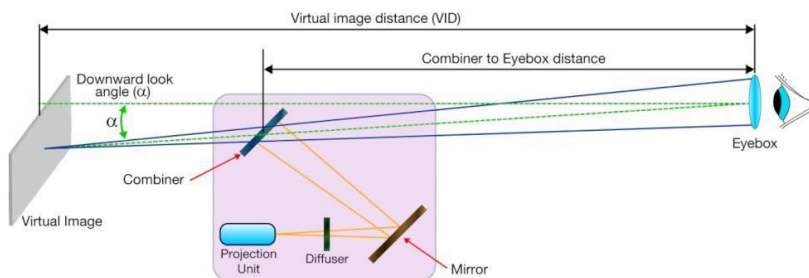 Virtual image distance (VID)
Combiner to Eyebox distance
Downward look
angle (α)
α
Combiner
Eyebox
Virtual Image
Projection
Unit
Diffuser
Mirror